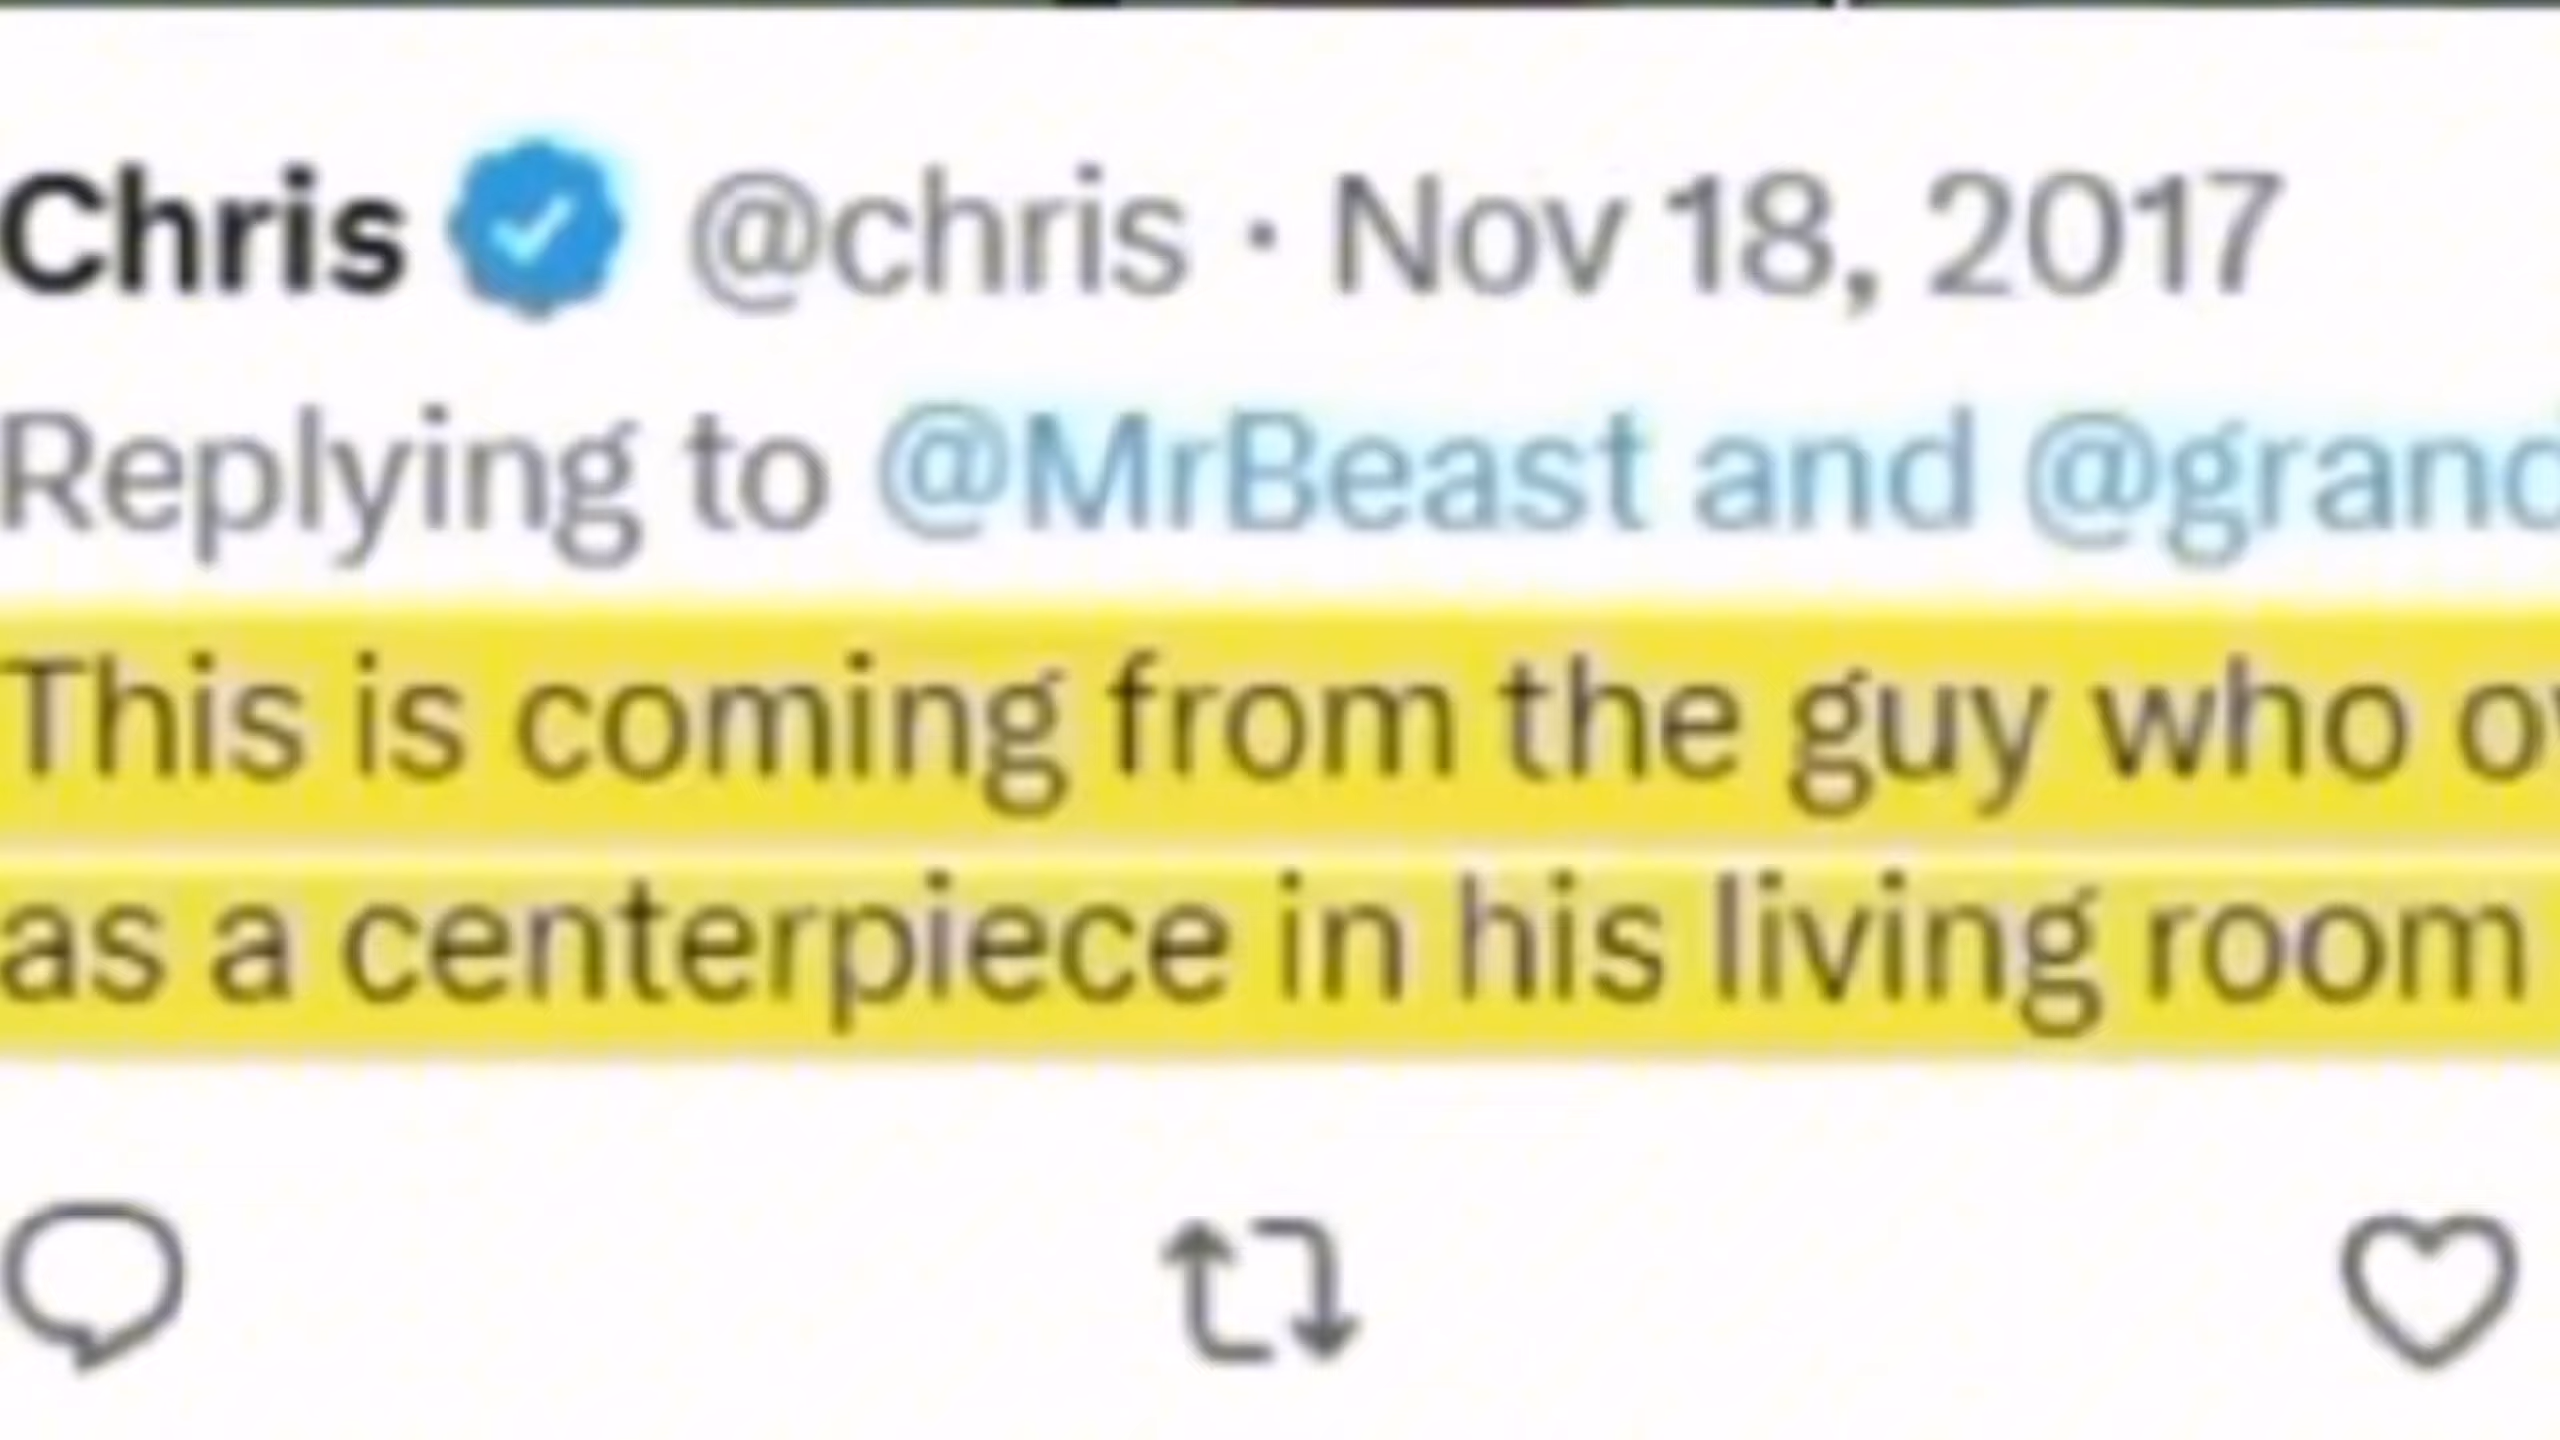 Chris @chris · Nov 18, 2017
Replying to @MrBeast and @grand
This is coming from the guy who
as a centerpiece in his living room